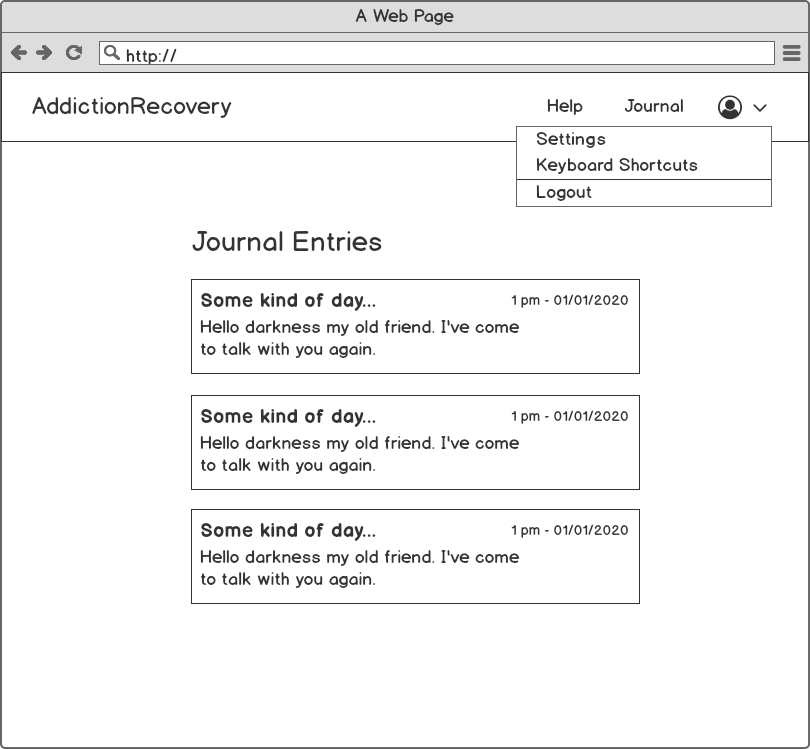 A Web Page
http://
AddictionRecovery
Help
Journal
Settings
Keyboard Shortcuts
Logout
Journal Entries
Some kind of day...
1 pm - 01/01/2020
Hello darkness my old friend. I've come
to talk with you again.
Some kind of day...
1 pm - 01/01/2020
Hello darkness my old friend. I've come
to talk with you again.
Some kind of day...
1 pm - 01/01/2020
Hello darkness my old friend. I've come
to talk with you again.